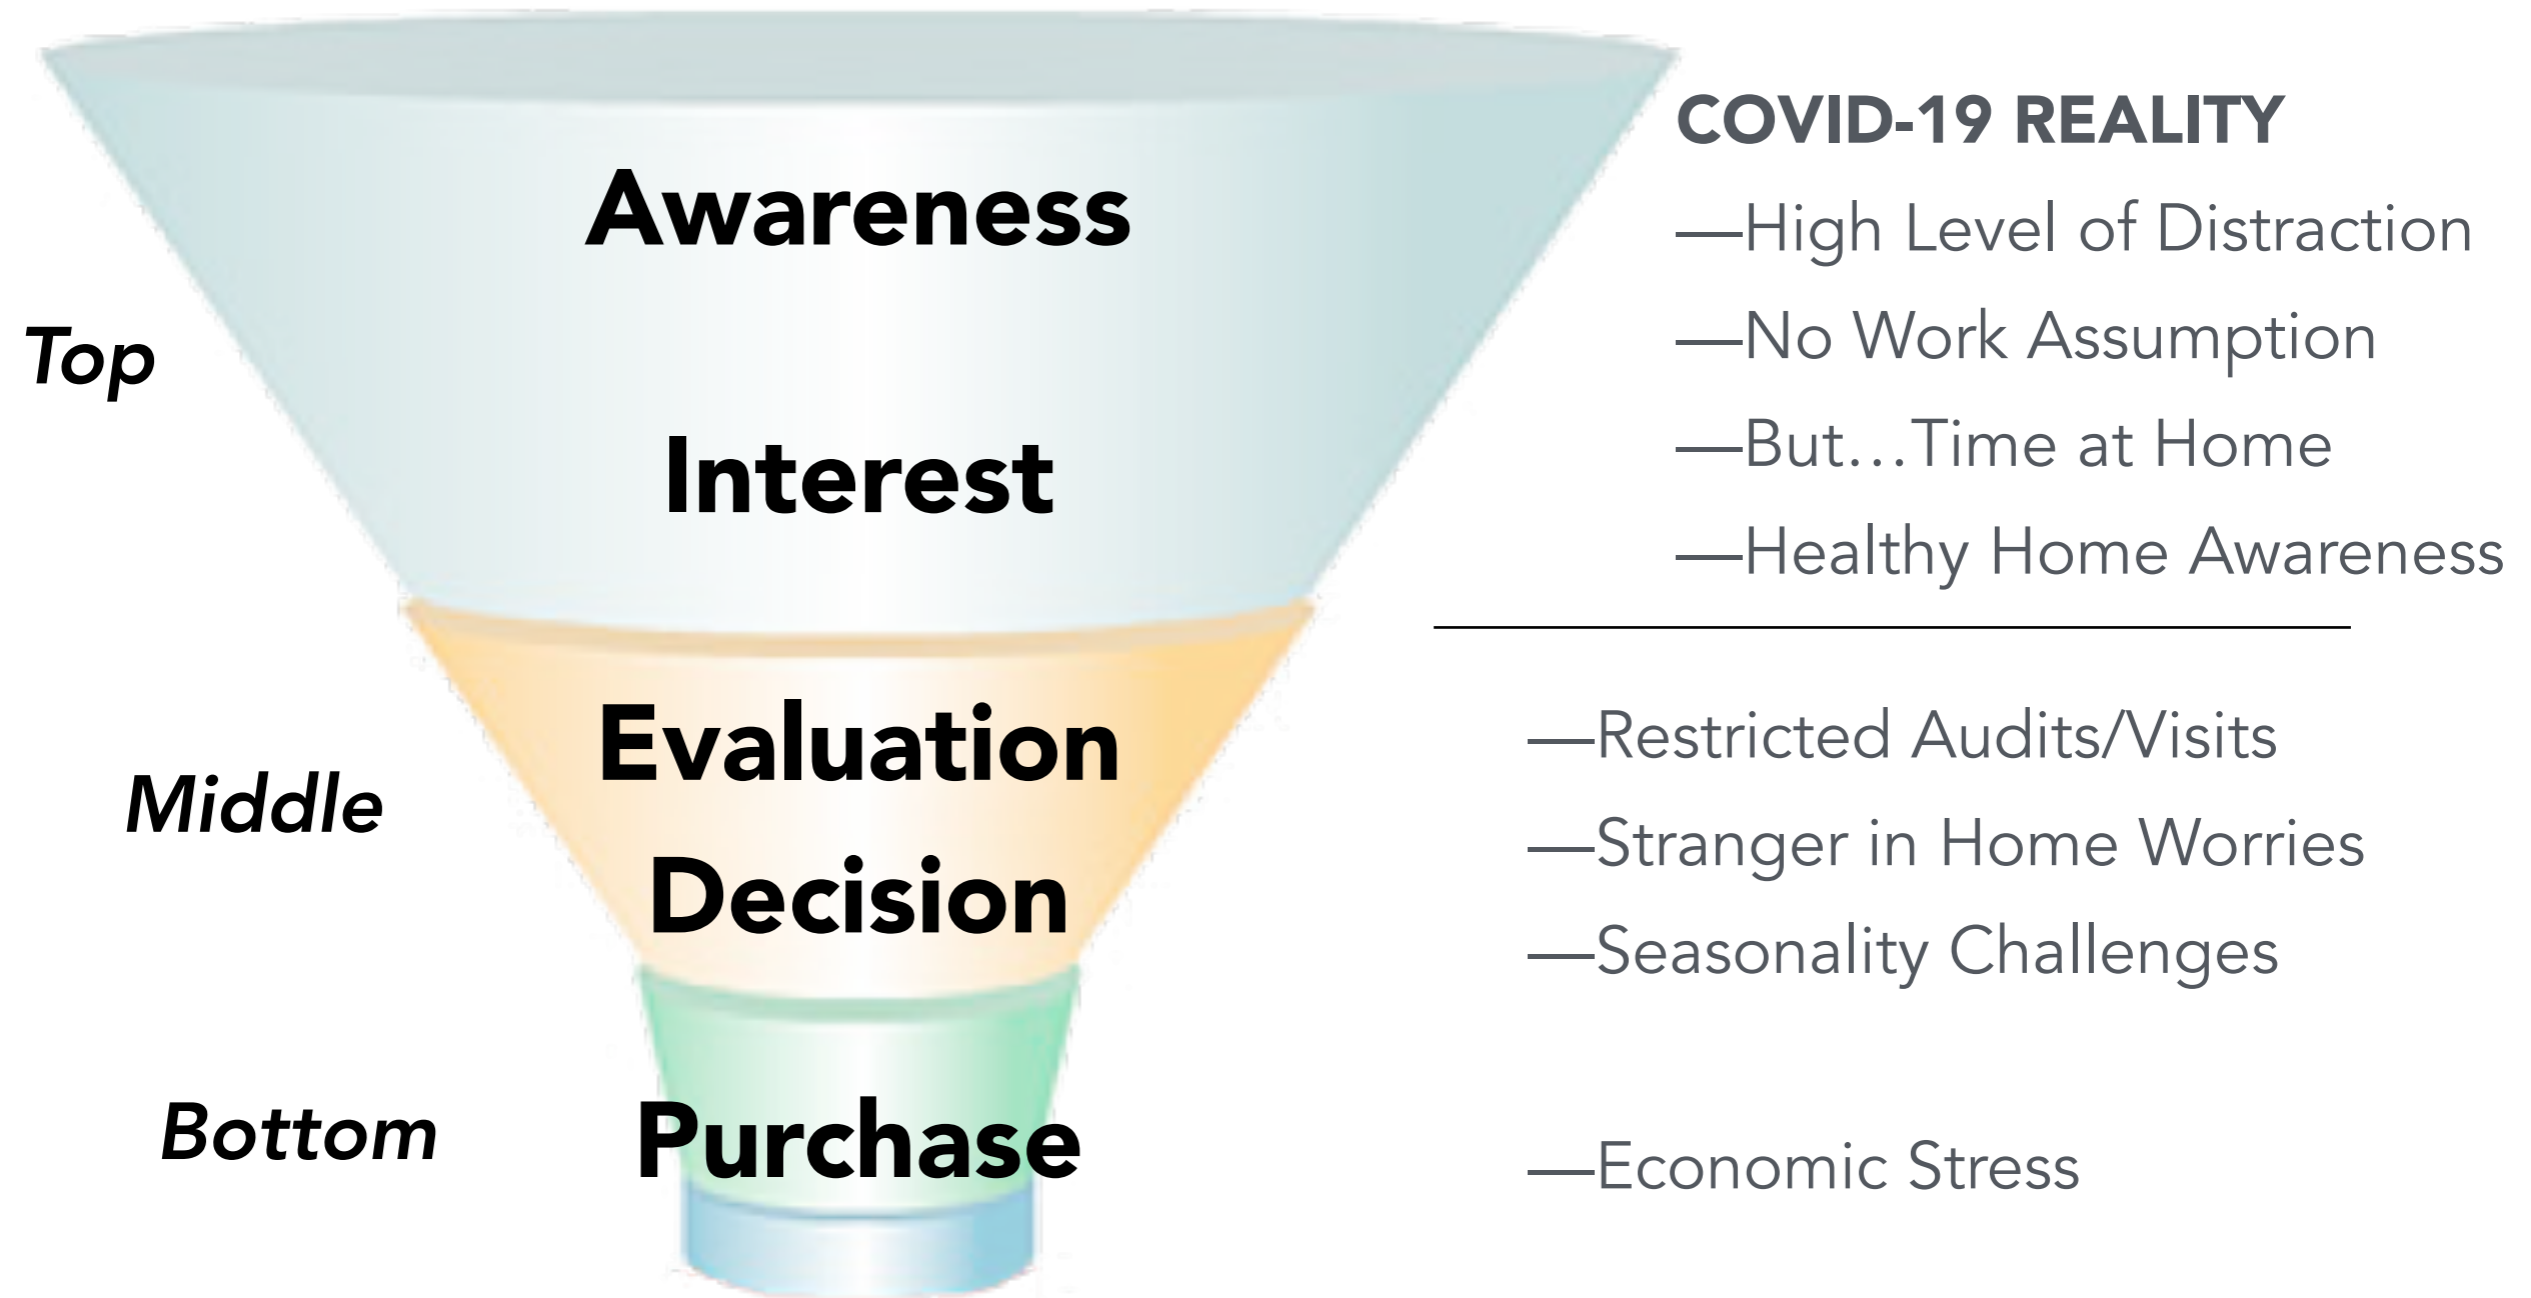 COVID-19 REALITY
Awareness
—High Level of Distraction
—No Work Assumption
Top
—But…Time at Home
Interest
—Healthy Home Awareness
Evaluation
—Restricted Audits/Visits
Middle
—Stranger in Home Worries
Decision
—Seasonality Challenges
Bottom
Purchase
—Economic Stress